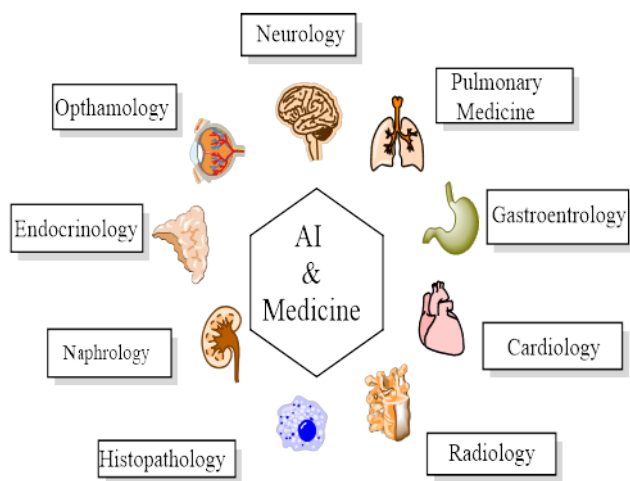 Neurology
Pulmonary
Medicine
Opthamology
Gastroentrology
Endocrinology
AI
&
Medicine
Cardiology
Naphrology
Radiology
Histopathology